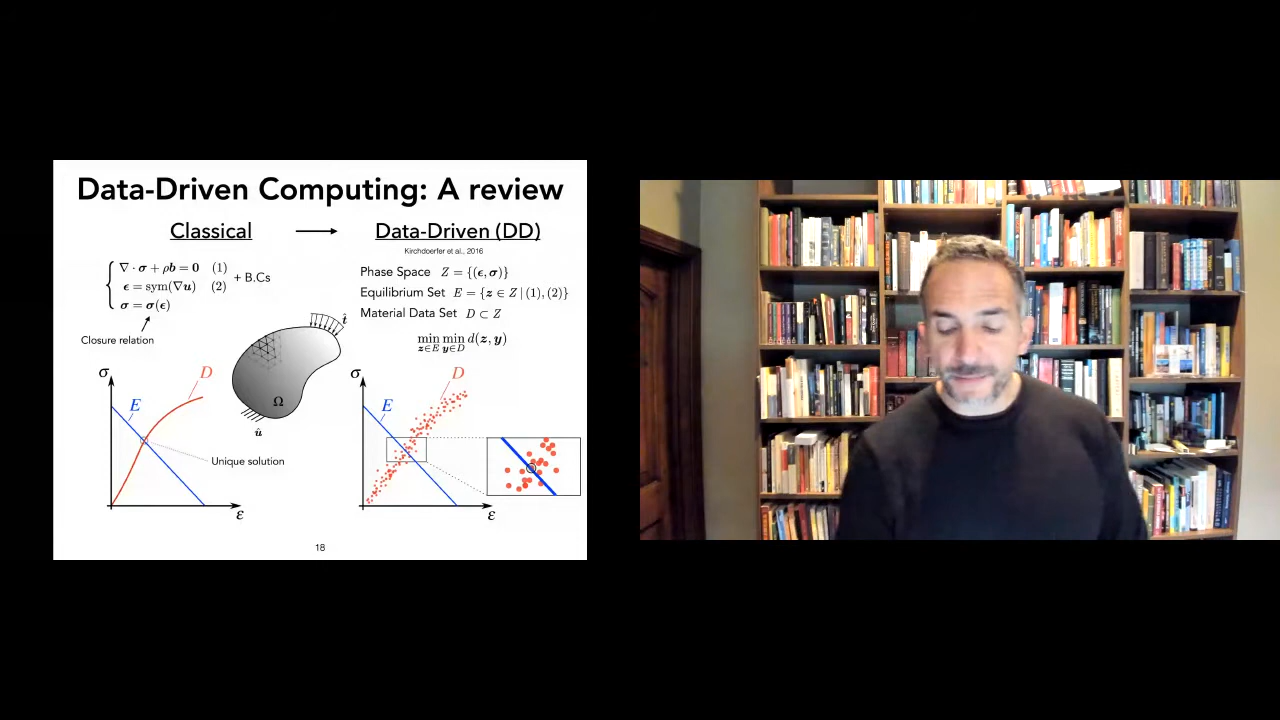 Data-Driven Computing: A review
Classical
∇ · σ + ρb = 0 (1)
ϵ = sym(∇u) (2)
σ = σ(ϵ)
+ B.Cs
Closure relation
Data-Driven (DD)
Kirchdoerfer et al., 2016
Phase Space Z = {(ϵ, σ)}
Equilibrium Set E = {z ∈ Z | (1), (2)}
Material Data Set D ⊂ Z
min min d(z, y)
z∈E y∈D
t̂
Ω
û
σ
E
D
Unique solution
ε
σ
E
D
ε
18